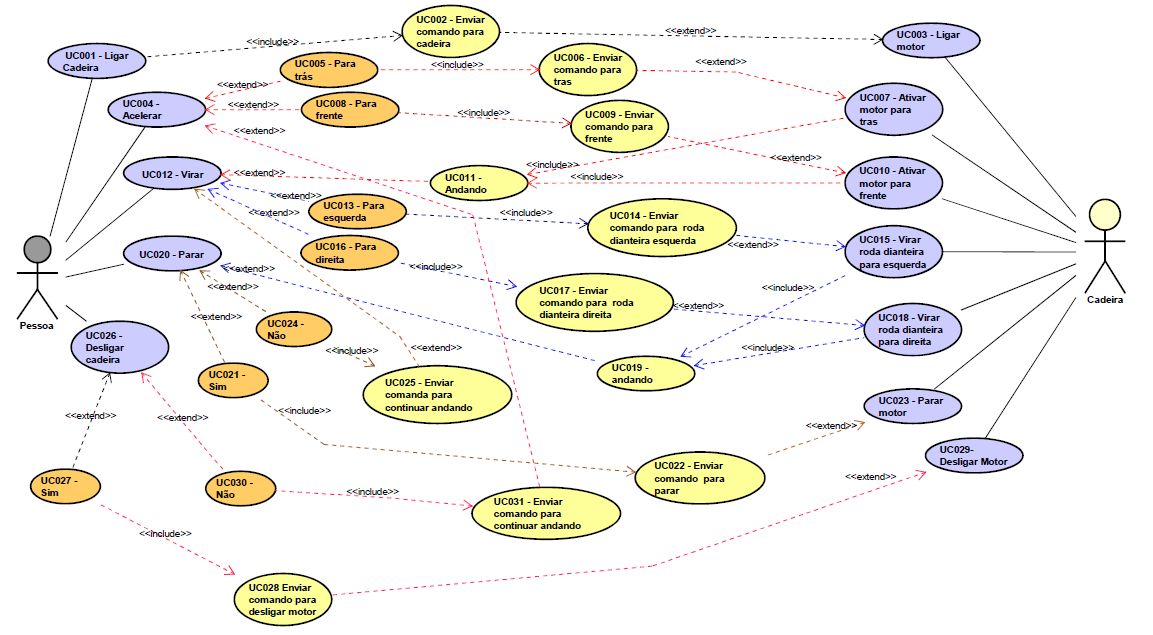 UC002 - Enviar
comando para
cadeira
<<include>>
<<extend>>
UC003 - Ligar
motor
UC001 - Ligar
Cadeira
UC005 - Para
trás
<<include>>
UC006 - Enviar
comando para
tras
<<extend>>
<<extend>>
UC004 -
Acelerar
<<extend>>
UC008 - Para
frente
<<include>>
UC007 - Ativar
motor para
tras
UC009 - Enviar
comando para
frente
<<extend>>
<<extend>>
<<include>>
UC012 - Virar
<<extend>>
UC011 -
Andando
<<include>>
UC010 - Ativar
motor para
frente
<<extend>>
UC013 - Para
esquerda
<<extend>>
<<include>>
UC014 - Enviar
comando para roda
dianteira esquerda
<<extend>>
UC015 - Virar
roda dianteira
para esquerda
UC016 - Para
direita
UC020 - Parar
<<extend>>
<<include>>
<<include>>
UC017 - Enviar
comando para roda
dianteira direita
<<extend>>
<<extend>>
Pessoa
Cadeira
UC018 - Virar
roda dianteira
para direita
<<extend>>
UC024 -
Não
UC026 -
Desligar
cadeira
<<include>>
<<extend>>
<<include>>
UC019 -
andando
UC021 -
Sim
UC025 - Enviar
comanda para
continuar andando
UC023 - Parar
motor
<<extend>>
<<extend>>
<<include>>
<<extend>>
UC029-
Desligar Motor
UC027 -
Sim
UC030 -
Não
<<include>>
UC022 - Enviar
comando para
parar
<<extend>>
UC031 - Enviar
comando para
continuar andando
<<include>>
UC028 Enviar
comando para
desligar motor